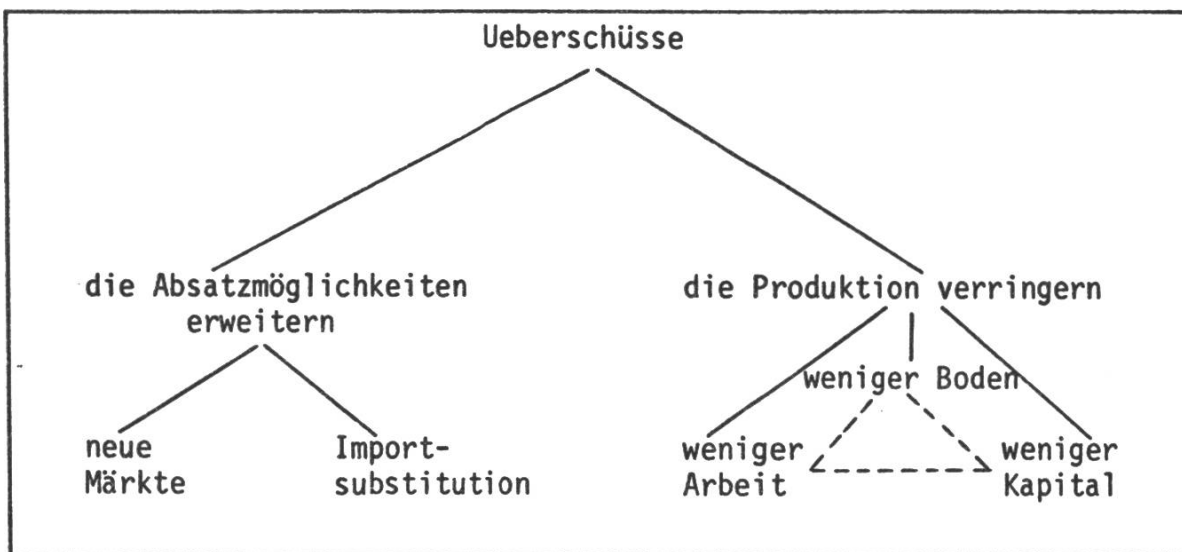 Ueberschüsse
die Absatzmöglichkeiten
erweitern
die Produktion verringern
weniger Boden
neue
Märkte
Import-
substitution
weniger
Arbeit
weniger
Kapital